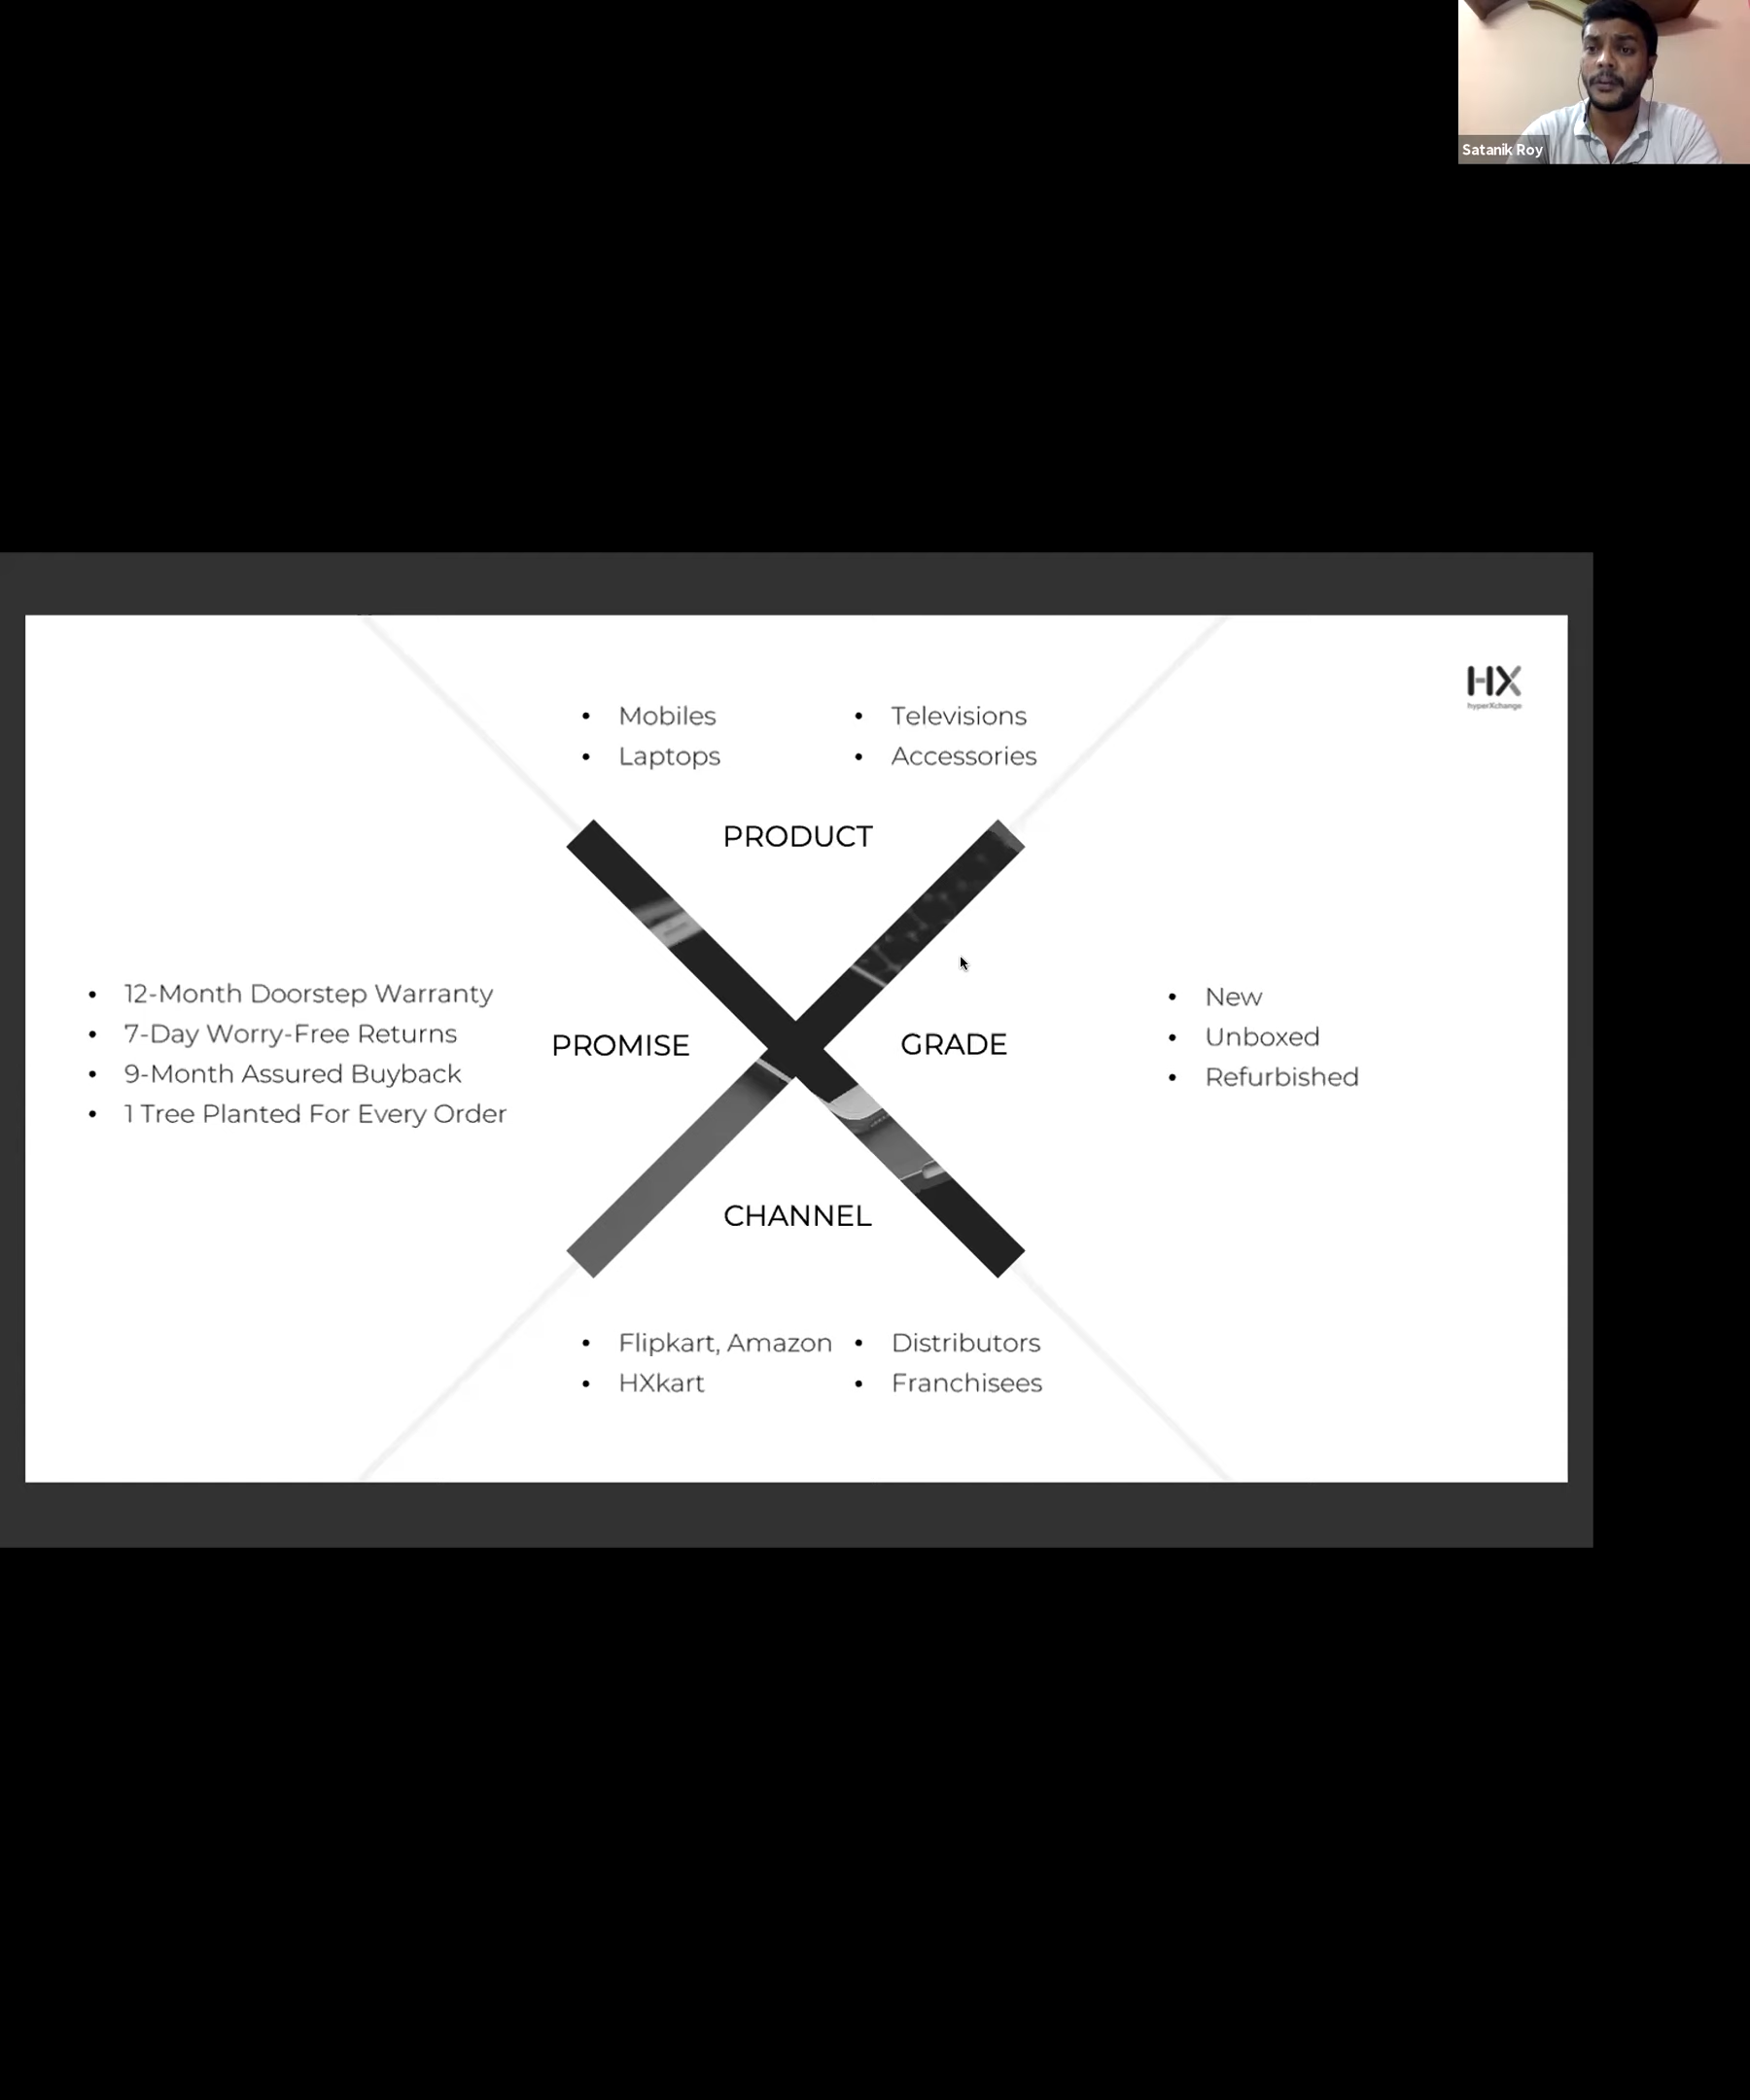 Satanik Roy
HX
hyperXchange
• Mobiles
• Laptops
• Televisions
• Accessories
PRODUCT
• 12-Month Doorstep Warranty
• 7-Day Worry-Free Returns
• 9-Month Assured Buyback
• 1 Tree Planted For Every Order
PROMISE
GRADE
• New
• Unboxed
• Refurbished
CHANNEL
• Flipkart, Amazon
• HXkart
• Distributors
• Franchisees